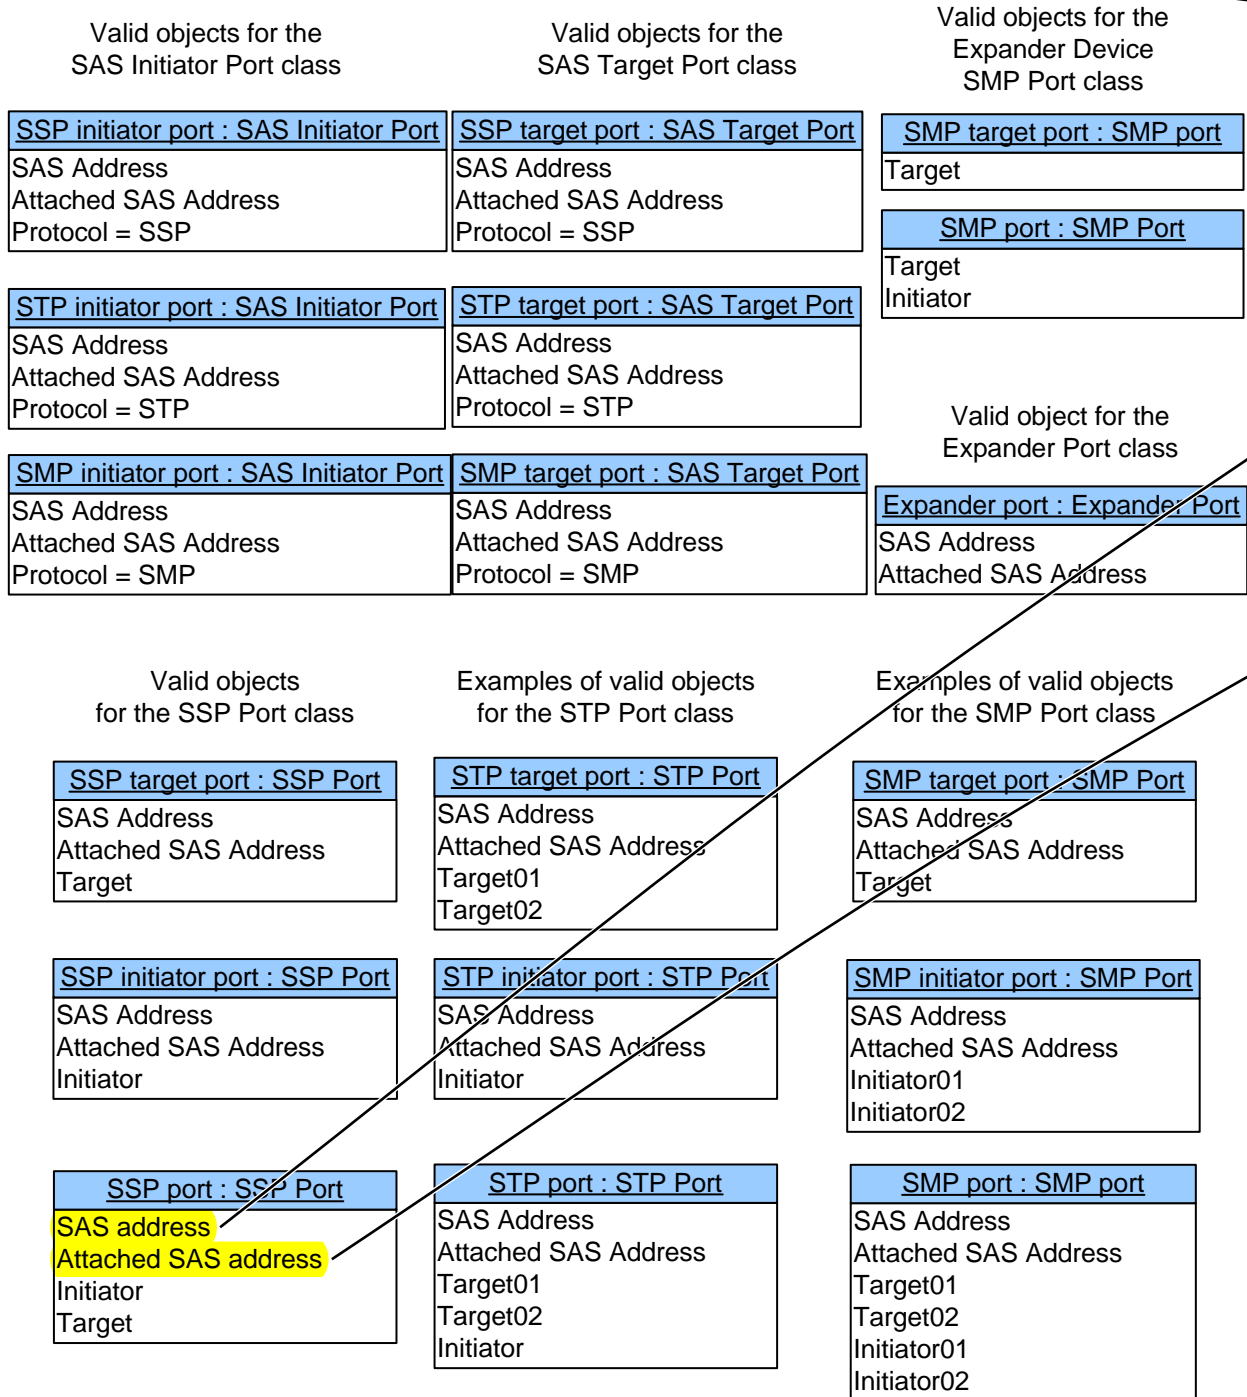 Valid objects for the
SAS Initiator Port class
SSP initiator port : SAS Initiator Port
SAS Address
Attached SAS Address
Protocol = SSP
STP initiator port : SAS Initiator Port
SAS Address
Attached SAS Address
Protocol = STP
SMP initiator port : SAS Initiator Port
SAS Address
Attached SAS Address
Protocol = SMP
Valid objects for the
SAS Target Port class
SSP target port : SAS Target Port
SAS Address
Attached SAS Address
Protocol = SSP
STP target port : SAS Target Port
SAS Address
Attached SAS Address
Protocol = STP
SMP target port : SAS Target Port
SAS Address
Attached SAS Address
Protocol = SMP
Valid objects for the
Expander Device
SMP Port class
SMP target port : SMP port
Target
SMP port : SMP Port
Target
Initiator
Valid object for the
Expander Port class
Expander port : Expander Port
SAS Address
Attached SAS Address
Valid objects
for the SSP Port class
SSP target port : SSP Port
SAS Address
Attached SAS Address
Target
SSP initiator port : SSP Port
SAS Address
Attached SAS Address
Initiator
SSP port : SSP Port
SAS address
Attached SAS address
Initiator
Target
Examples of valid objects
for the STP Port class
STP target port : STP Port
SAS Address
Attached SAS Address
Target01
Target02
STP initiator port : STP Port
SAS Address
Attached SAS Address
Initiator
STP port : STP Port
SAS Address
Attached SAS Address
Target01
Target02
Initiator
Examples of valid objects
for the SMP Port class
SMP target port : SMP Port
SAS Address
Attached SAS Address
Target
SMP initiator port : SMP Port
SAS Address
Attached SAS Address
Initiator01
Initiator02
SMP port : SMP port
SAS Address
Attached SAS Address
Target01
Target02
Initiator01
Initiator02